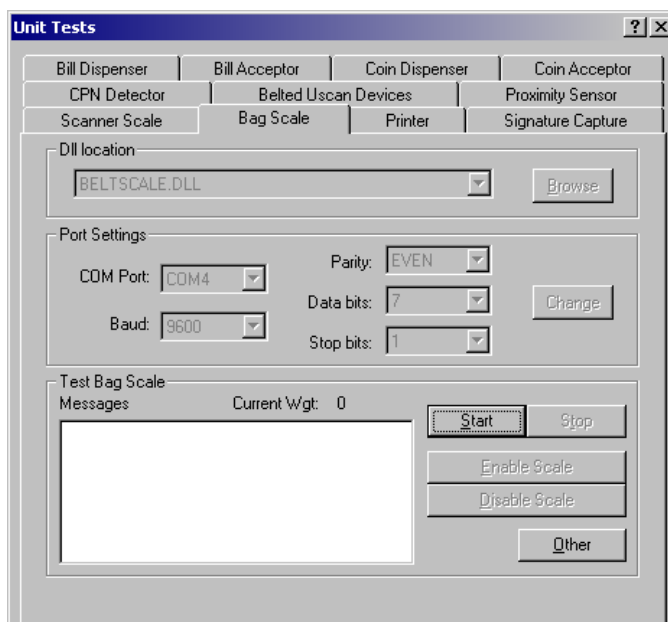 Unit Tests
Bill Dispenser Bill Acceptor Coin Dispenser Coin Acceptor
CPN Detector Belted Uscan Devices Proximity Sensor
Scanner Scale Bag Scale Printer Signature Capture
Dll location
BELTSCALE.DLL Browse
Port Settings
COM Port: COM4 Parity: EVEN
Data bits: 7 Change
Baud: 9600
Stop bits: 1
Test Bag Scale
Messages Current Wgt: 0
Start Stop
Enable Scale
Disable Scale
Other